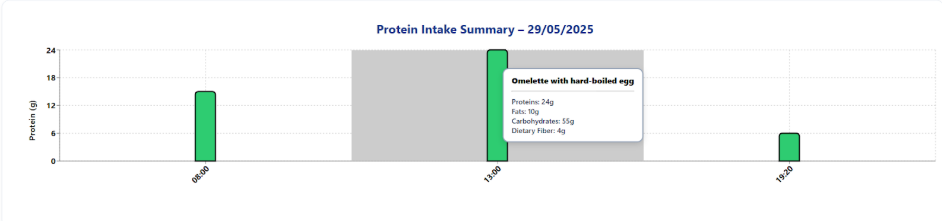 Protein Intake Summary – 29/05/2025
Protein (g)
24
18
12
6
0
Omelette with hard-boiled egg
Proteins: 24g
Fats: 10g
Carbohydrates: 55g
Dietary Fiber: 4g
08:00
13:00
19:20